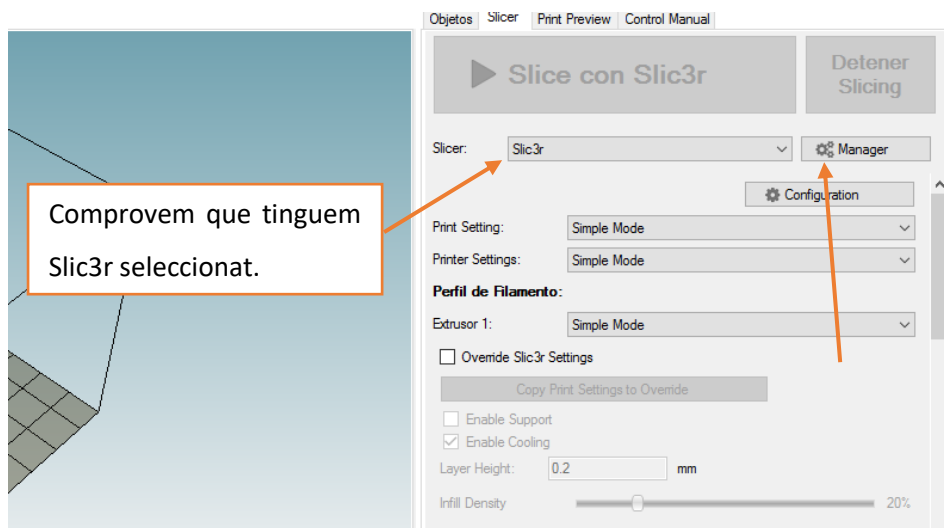 Objetos Slicer Print Preview Control Manual
Slice con Slic3r
Detener
Slicing
Slicer: Slic3r Manager
Configuration
Comprovem que tinguem
Slic3r seleccionat.
Print Setting: Simple Mode
Printer Settings: Simple Mode
Perfil de Filamento:
Extrusor 1: Simple Mode
Override Slic3r Settings
Copy Print Settings to Override
Enable Support
Enable Cooling
Layer Height: 0.2 mm
Infill Density 20%